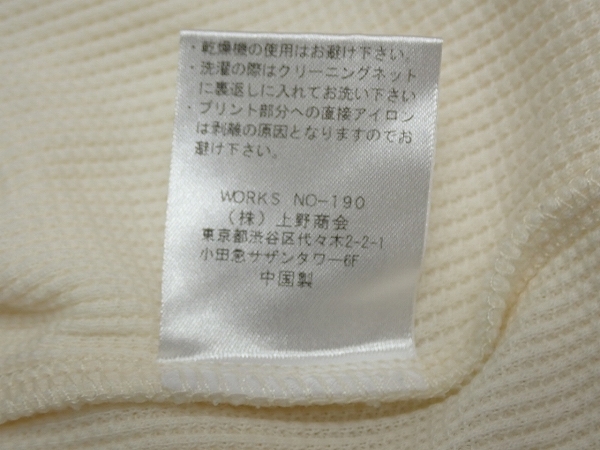 ・乾燥機の使用はお避け下さい。
・洗濯の際はクリーニングネット
に裏返しに入れてお洗い下さい
・プリント部分への直接アイロン
は剥離の原因となりますのでお
避け下さい。
WORKS NO-190
(株)上野商会
東京都渋谷区代々木2-2-1
小田急サザンタワー6F
中国製